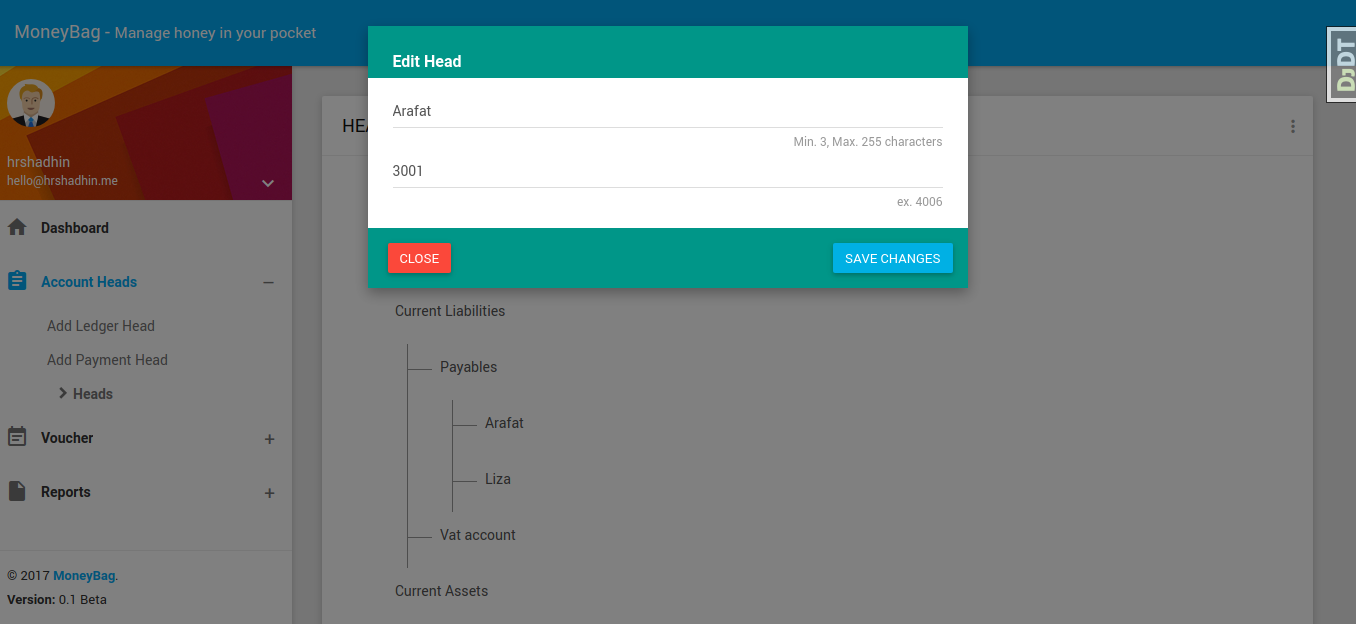 MoneyBag - Manage honey in your pocket
DJDT
Edit Head
Arafat
Min. 3, Max. 255 characters
3001
ex. 4006
CLOSE
SAVE CHANGES
hrshadhin
hello@hrshadhin.me
Dashboard
Account Heads
Add Ledger Head
Add Payment Head
Heads
Voucher
Reports
© 2017 MoneyBag.
Version: 0.1 Beta
Current Liabilities
Payables
Arafat
Liza
Vat account
Current Assets